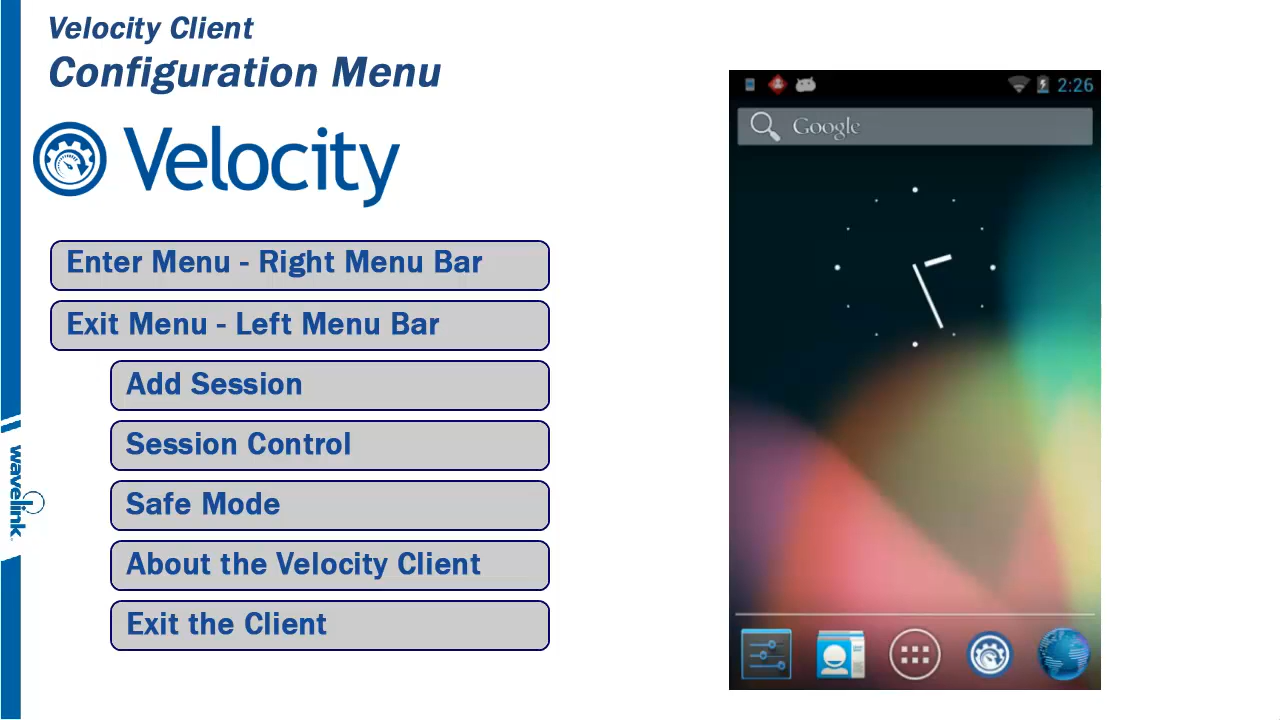 Velocity Client
Configuration Menu
Velocity
Enter Menu - Right Menu Bar
Exit Menu - Left Menu Bar
Add Session
Session Control
Safe Mode
About the Velocity Client
Exit the Client
wavelink
2:26
Google